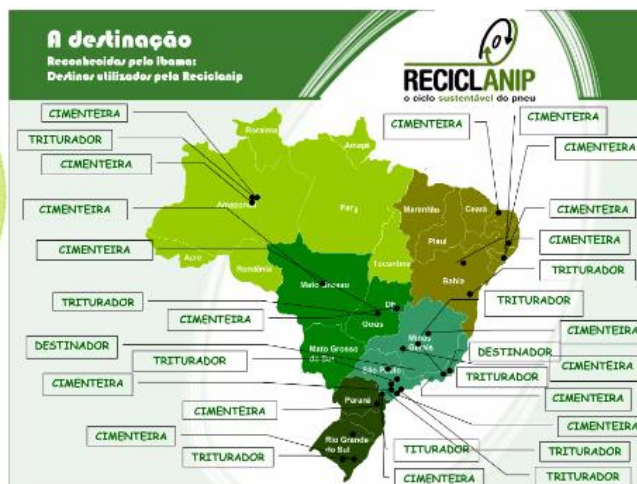 A destinação
Reconhecidas pelo Ibama:
Destinos utilizados pela Reciclanip
RECICLANIP
o ciclo sustentável do pneu
CIMENTEIRA
TRITURADOR
CIMENTEIRA
CIMENTEIRA
CIMENTEIRA
TRITURADOR
CIMENTEIRA
DESTINADOR
TRITURADOR
CIMENTEIRA
CIMENTEIRA
CIMENTEIRA
TRITURADOR
CIMENTEIRA
CIMENTEIRA
CIMENTEIRA
CIMENTEIRA
CIMENTEIRA
TRITURADOR
TRITURADOR
CIMENTEIRA
DESTINADOR
CIMENTEIRA
TRITURADOR
CIMENTEIRA
CIMENTEIRA
TITURADOR
TRITURADOR
TRITURADOR
CIMENTEIRA
Roraima
Amapá
Amazonas
Pará
Maranhão
Ceará
Piauí
Acre
Rondônia
Tocantins
Bahia
Mato Grosso
DF
Goiás
Minas
Gerais
Mato Grosso
do Sul
São Paulo
Paraná
Rio Grande
do Sul